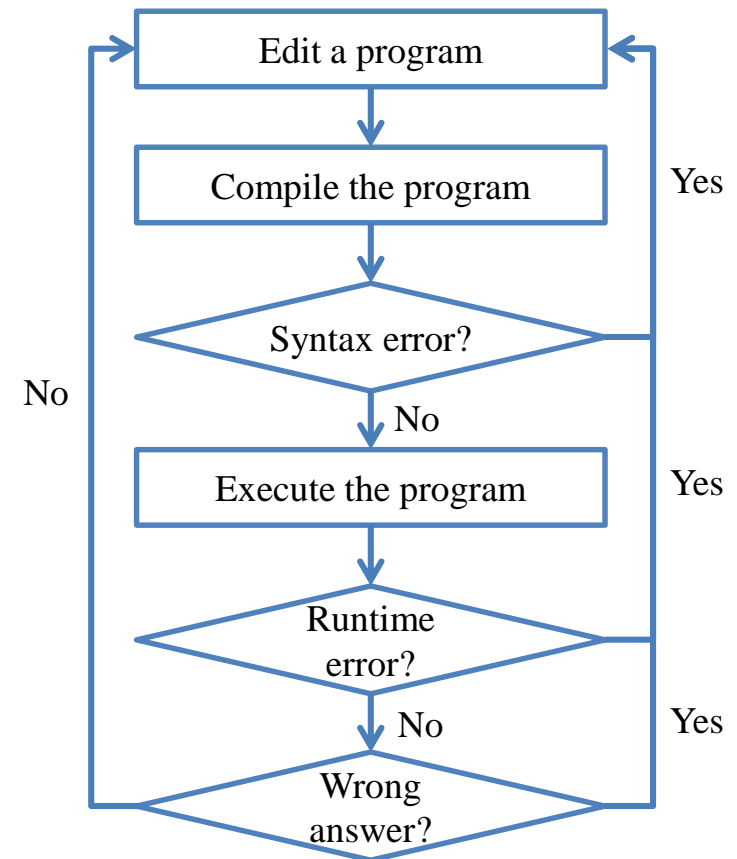 Edit a program
Compile the program
Yes
Syntax error?
No
No
Execute the program
Yes
Runtime
error?
No
Yes
Wrong
answer?